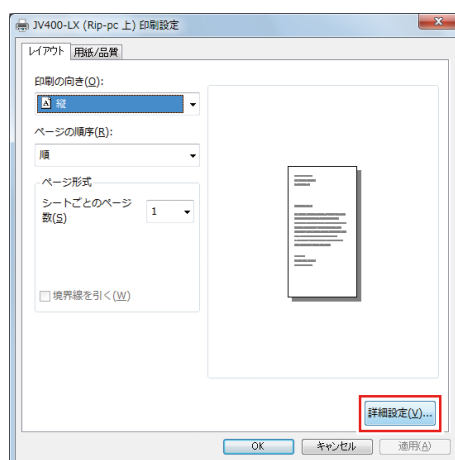 JV400-LX (Rip-pc 上) 印刷設定
レイアウト 用紙/品質
印刷の向き(O):
A 縦
ページの順序(R):
順
ページ形式
シートごとのページ
数(S)
1
境界線を引く(W)
詳細設定(V)...
OK キャンセル 適用(A)